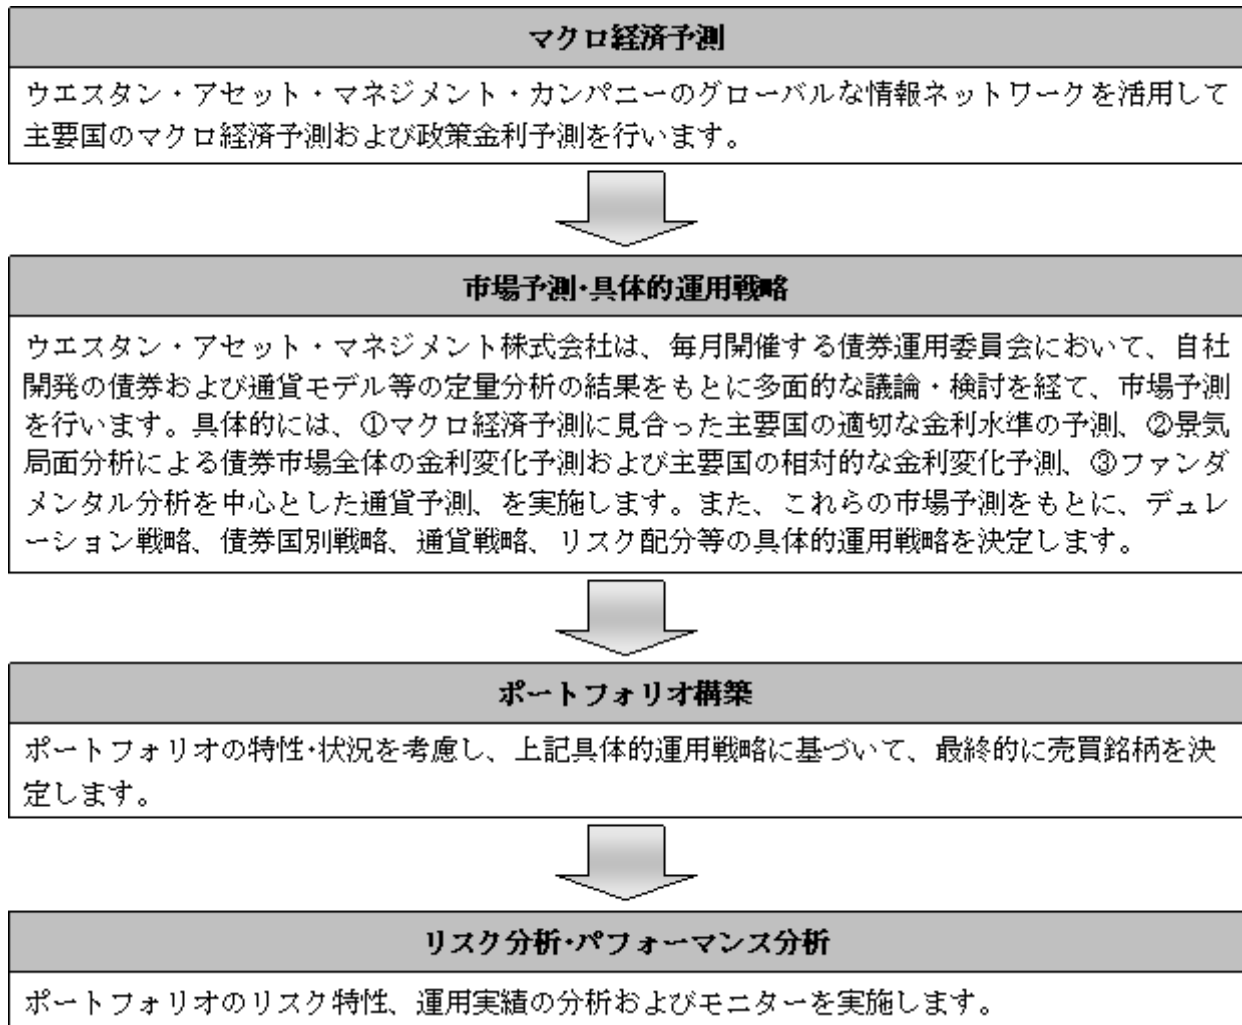 マクロ経済予測
ウエスタン・アセット・マネジメント・カンパニーのグローバルな情報ネットワークを活用して
主要国のマクロ経済予測および政策金利予測を行います。
市場予測･具体的運用戦略
ウエスタン・アセット・マネジメント株式会社は、毎月開催する債券運用委員会において、自社
開発の債券および通貨モデル等の定量分析の結果をもとに多面的な議論・検討を経て、市場予測
を行います。具体的には、①マクロ経済予測に見合った主要国の適切な金利水準の予測、②景気
局面分析による債券市場全体の金利変化予測および主要国の相対的な金利変化予測、③ファンダ
メンタル分析を中心とした通貨予測、を実施します。また、これらの市場予測をもとに、デュレ
ーション戦略、債券国別戦略、通貨戦略、リスク配分等の具体的運用戦略を決定します。
ポートフォリオ構築
ポートフォリオの特性･状況を考慮し、上記具体的運用戦略に基づいて、最終的に売買銘柄を決
定します。
リスク分析･パフォーマンス分析
ポートフォリオのリスク特性、運用実績の分析およびモニターを実施します。